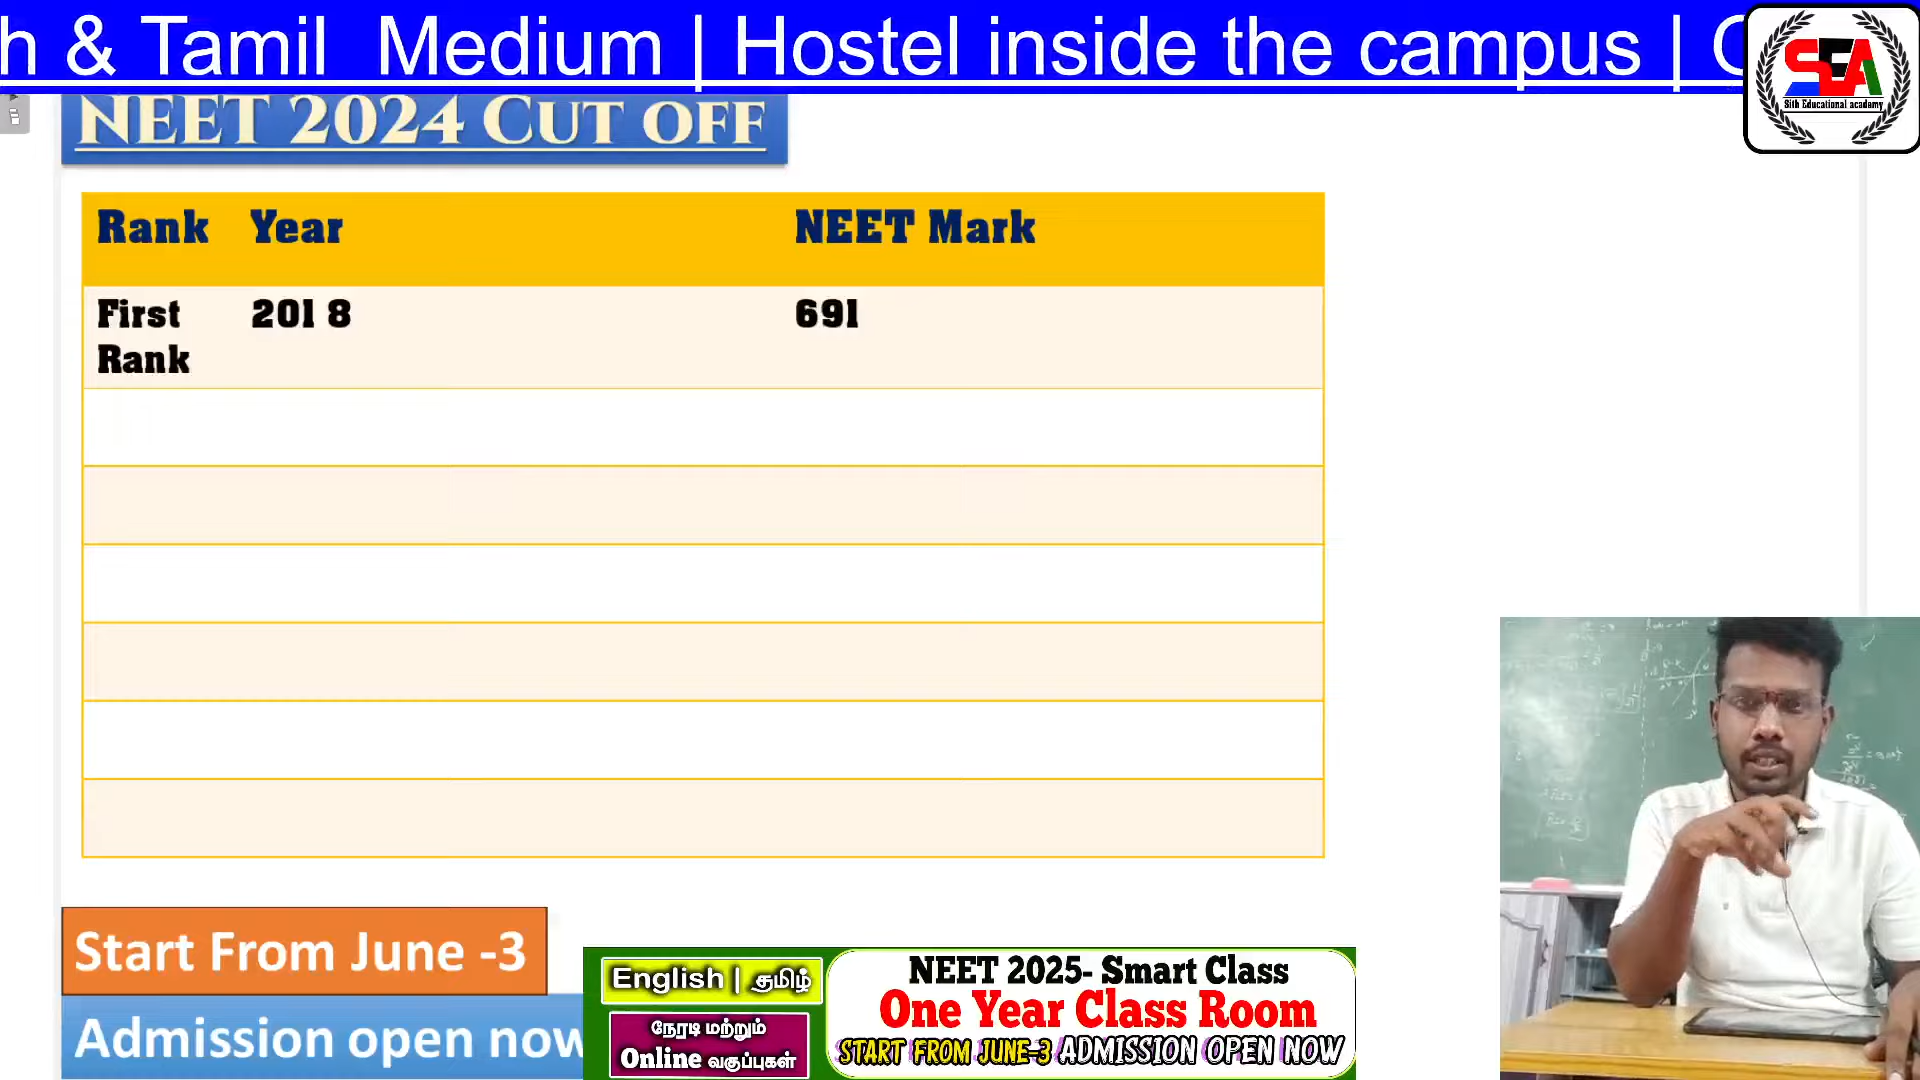 h & Tamil Medium | Hostel inside the campus | C
SEA
Sith Educational academy
NEET 2024 CUT OFF
Rank Year NEET Mark
First Rank 201 8 691
Start From June -3
Admission open now
English | தமிழ்
நேரடி மற்றும்
Online வகுப்புகள்
NEET 2025- Smart Class
One Year Class Room
START FROM JUNE-3 ADMISSION OPEN NOW